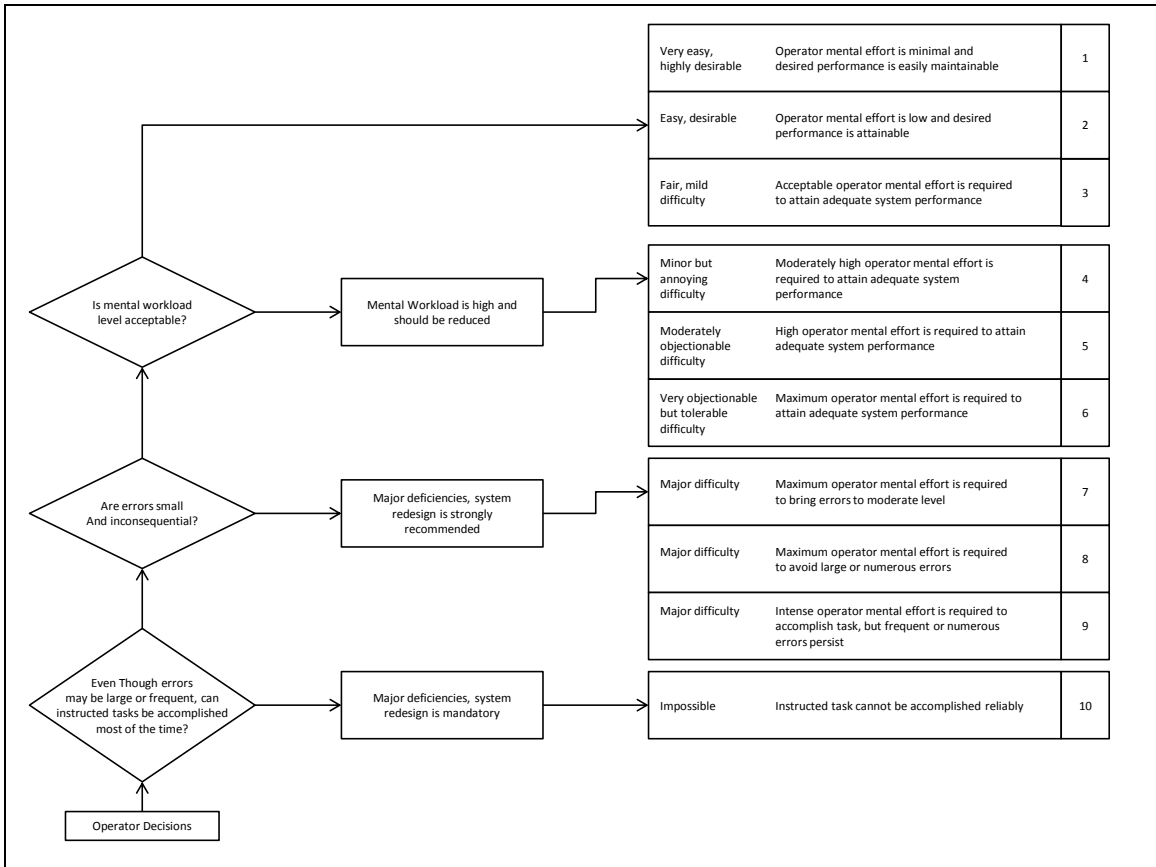 Very easy,
highly desirable
Operator mental effort is minimal and
desired performance is easily maintainable
1
Easy, desirable
Operator mental effort is low and desired
performance is attainable
2
Fair, mild
difficulty
Acceptable operator mental effort is required
to attain adequate system performance
3
Is mental workload
level acceptable?
Mental Workload is high and
should be reduced
Minor but
annoying
difficulty
Moderately high operator mental effort is
required to attain adequate system
performance
4
Moderately
objectionable
difficulty
High operator mental effort is required to attain
adequate system performance
5
Very objectionable
but tolerable
difficulty
Maximum operator mental effort is required to
attain adequate system performance
6
Are errors small
And inconsequential?
Major deficiencies, system
redesign is strongly
recommended
Major difficulty
Maximum operator mental effort is required
to bring errors to moderate level
7
Major difficulty
Maximum operator mental effort is required
to avoid large or numerous errors
8
Major difficulty
Intense operator mental effort is required to
accomplish task, but frequent or numerous
errors persist
9
Even Though errors
may be large or frequent, can
instructed tasks be accomplished
most of the time?
Major deficiencies, system
redesign is mandatory
Impossible
Instructed task cannot be accomplished reliably
10
Operator Decisions